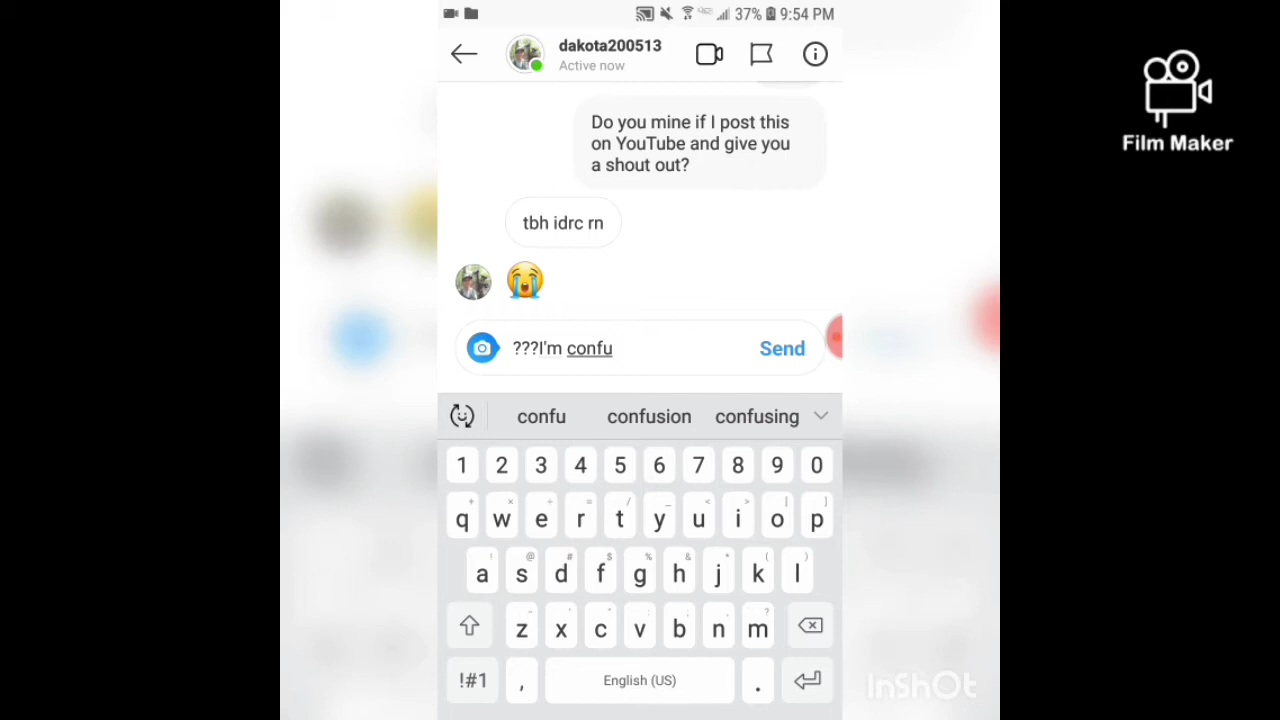 37% 9:54 PM
dakota200513
Active now
Do you mine if I post this
on YouTube and give you
a shout out?
tbh idrc rn
???I'm confu
Send
confu confusion confusing
1 2 3 4 5 6 7 8 9 0
+ × ÷ = / _ < > [ ]
q w e r t y u i o p
! @ # $ % & * ( )
a s d f g h j k l
- ' " : ; , ?
z x c v b n m
!#1 , English (US) .
Film Maker
InShOt